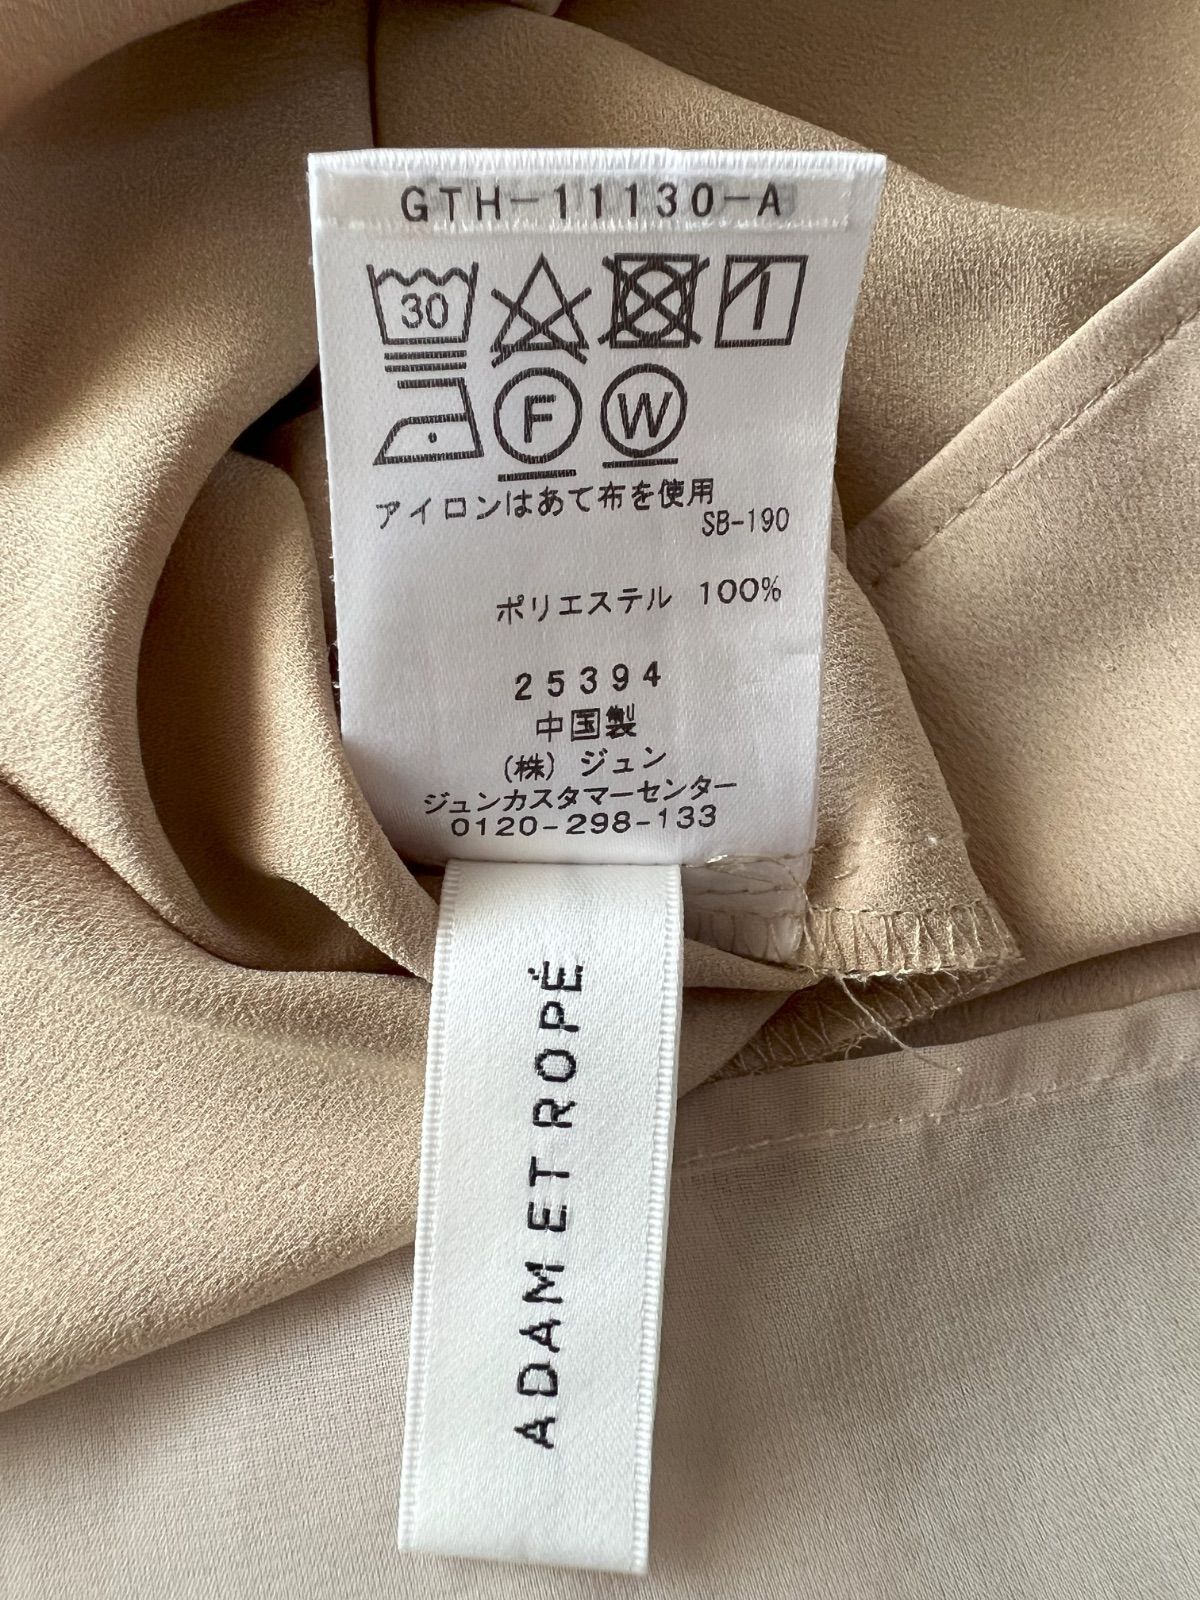 GTH-11130-A
30
F W
アイロンはあて布を使用
SB-190
ポリエステル 100%
25394
中国製
(株) ジュン
ジュンカスタマーセンター
0120-298-133
ADAM ET ROPÉ